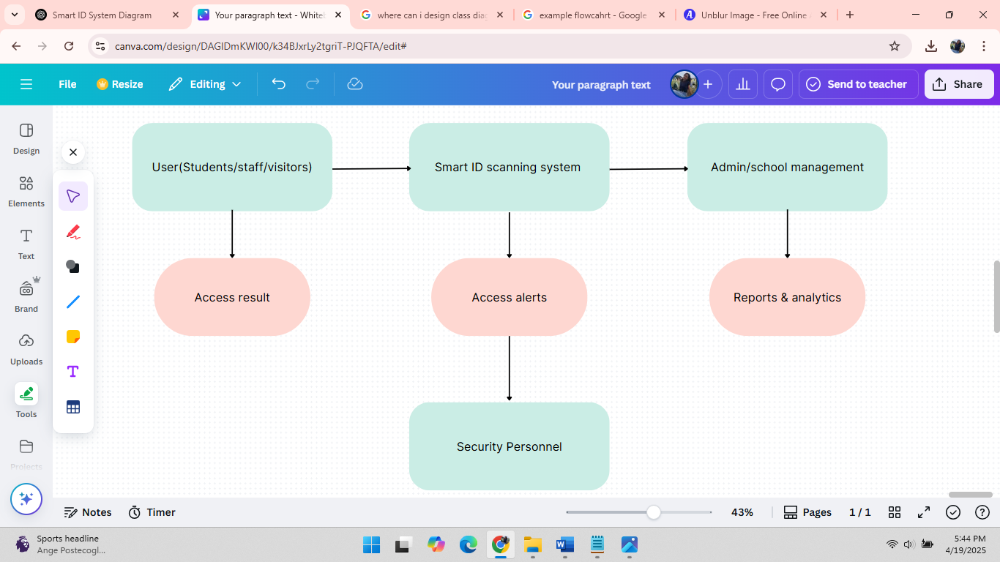 Smart ID System Diagram
Your paragraph text - Whiteb
where can i design class diag
example flowcahrt - Google
Unblur Image - Free Online
canva.com/design/DAGIDmKWI00/k34BJxrLy2tgriT-PJQFTA/edit#
File
Resize
Editing
Your paragraph text
Send to teacher
Share
Design
Elements
Text
Brand
Uploads
Tools
Projects
User(Students/staff/visitors)
Smart ID scanning system
Admin/school management
Access result
Access alerts
Reports & analytics
Security Personnel
Notes
Timer
43%
Pages
1 / 1
Sports headline
Ange Postecogl...
5:44 PM
4/19/2025